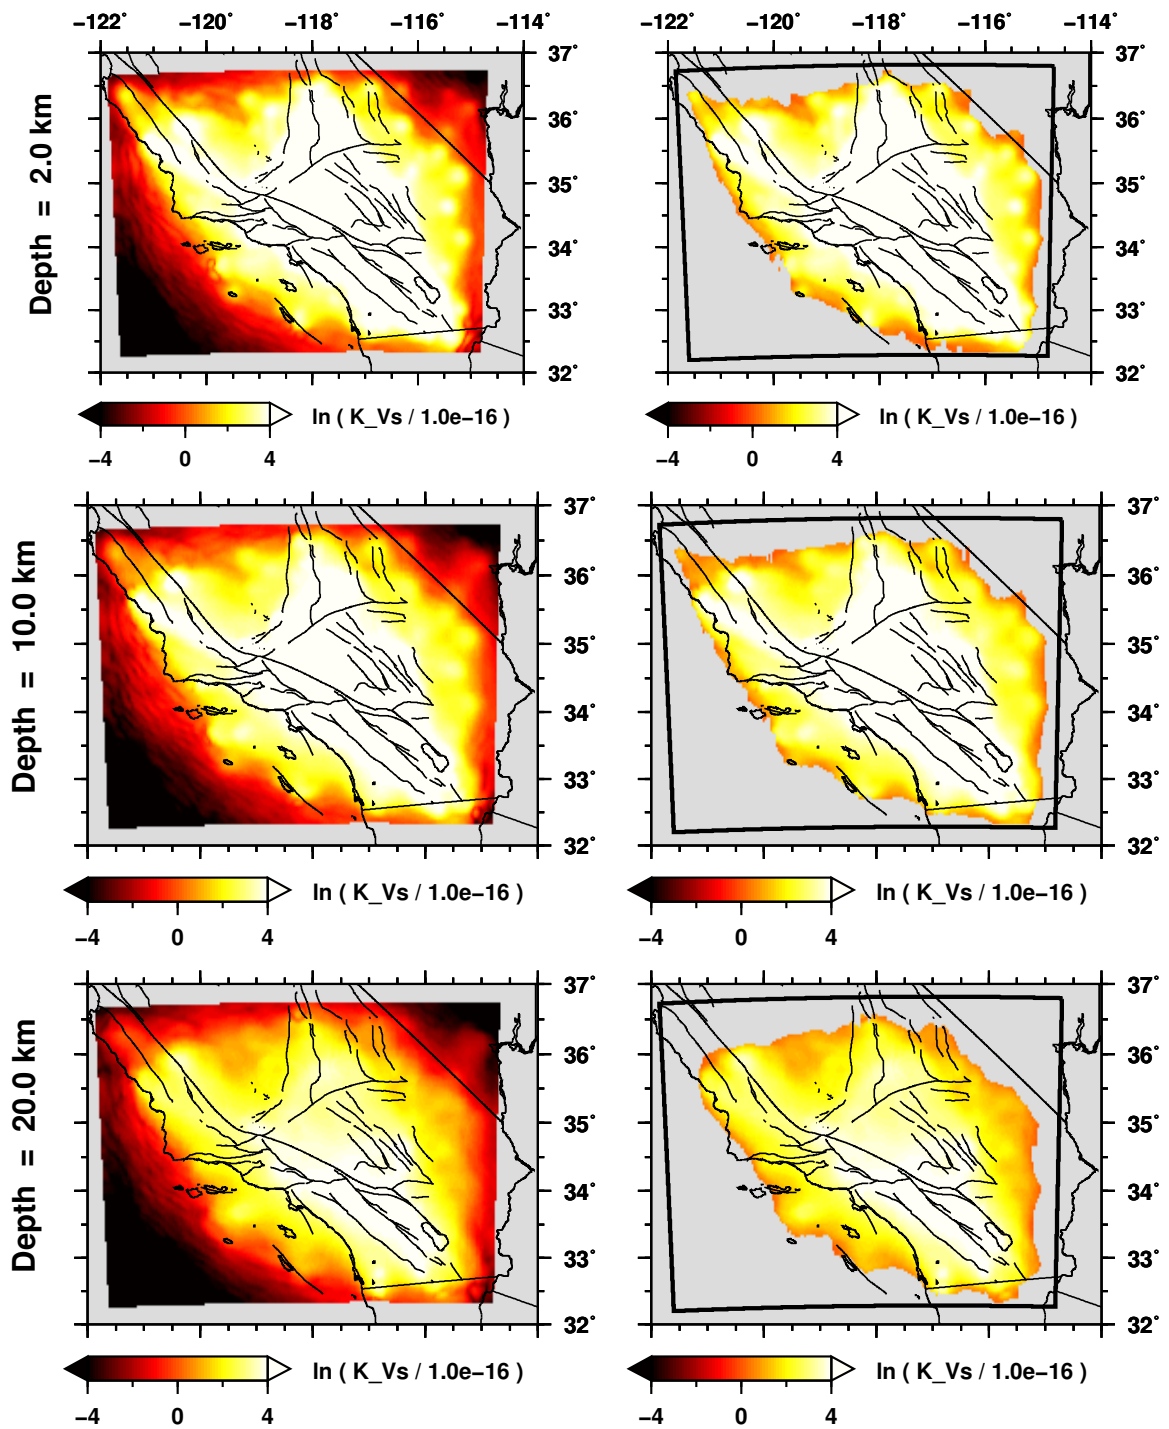 −122˚ −120˚ −118˚ −116˚ −114˚ −122˚ −120˚ −118˚ −116˚ −114˚
Depth = 2.0 km
37˚ 37˚
36˚ 36˚
35˚ 35˚
34˚ 34˚
33˚ 33˚
32˚ 32˚
ln ( K_Vs / 1.0e−16 ) ln ( K_Vs / 1.0e−16 )
−4 0 4 −4 0 4
Depth = 10.0 km
37˚ 37˚
36˚ 36˚
35˚ 35˚
34˚ 34˚
33˚ 33˚
32˚ 32˚
ln ( K_Vs / 1.0e−16 ) ln ( K_Vs / 1.0e−16 )
−4 0 4 −4 0 4
Depth = 20.0 km
37˚ 37˚
36˚ 36˚
35˚ 35˚
34˚ 34˚
33˚ 33˚
32˚ 32˚
ln ( K_Vs / 1.0e−16 ) ln ( K_Vs / 1.0e−16 )
−4 0 4 −4 0 4